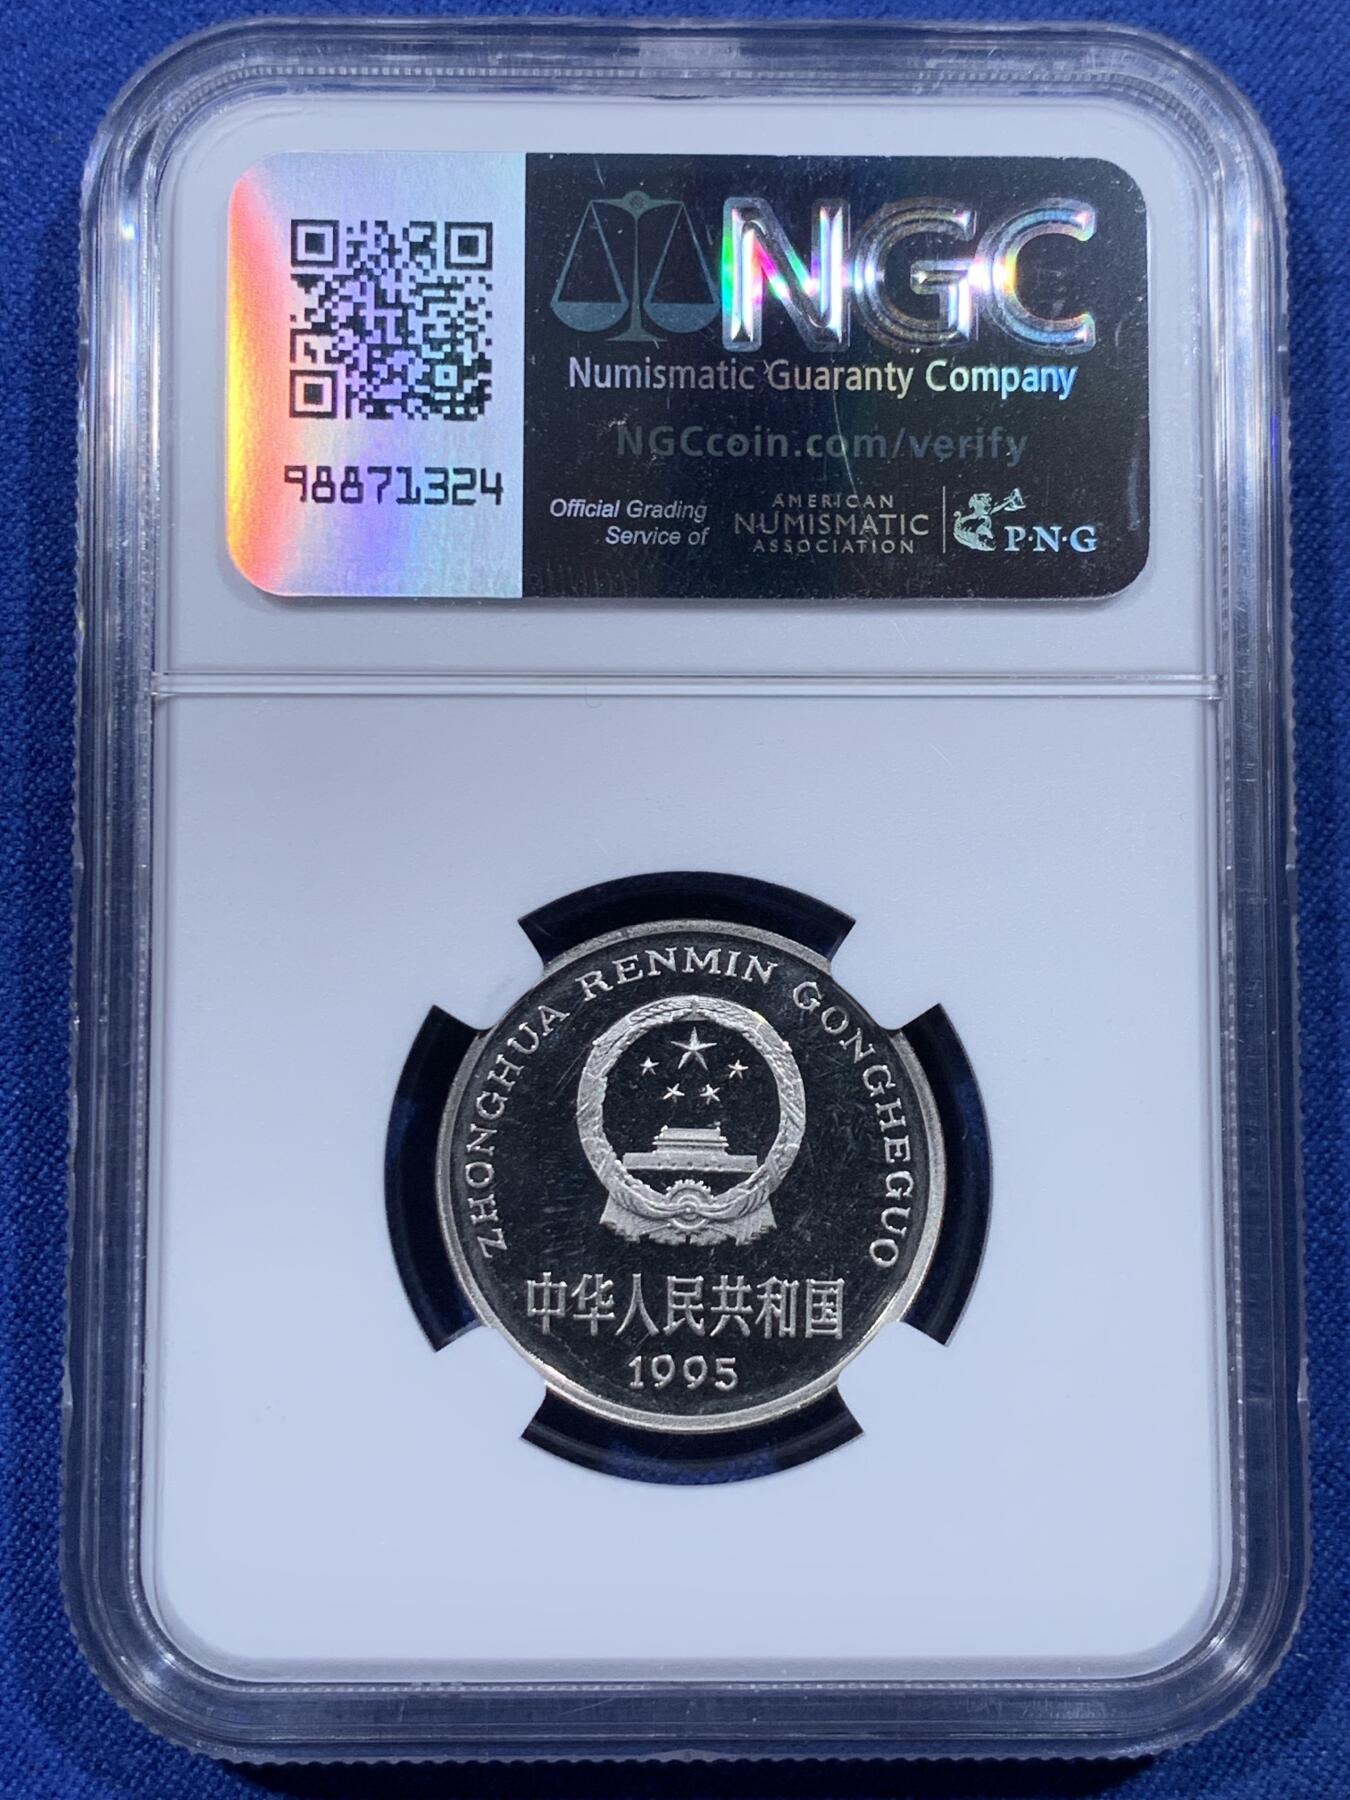 NGC
Numismatic Guaranty Company
NGCcoin.com/verify
98871324
Official Grading
Service of
AMERICAN
NUMISMATIC
ASSOCIATION
P·N·G
ZHONGHUA RENMIN GONGHEGUO
中华人民共和国
1995